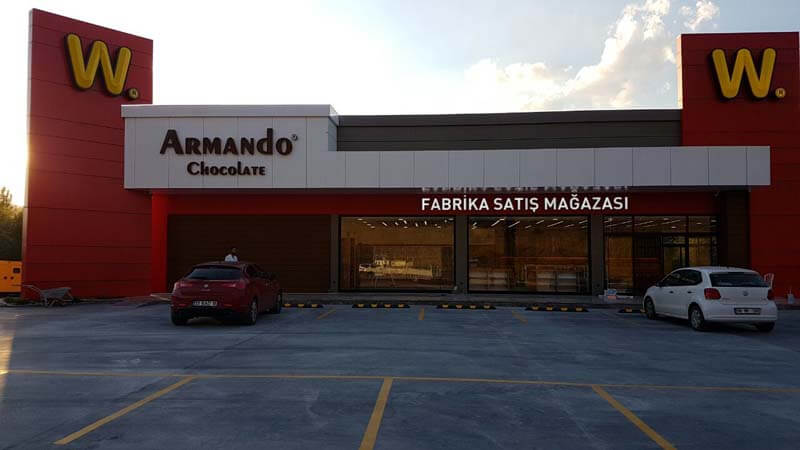 W.
W.
ARMANDO
CHOCOLATE
FABRİKA SATIŞ MAĞAZASI